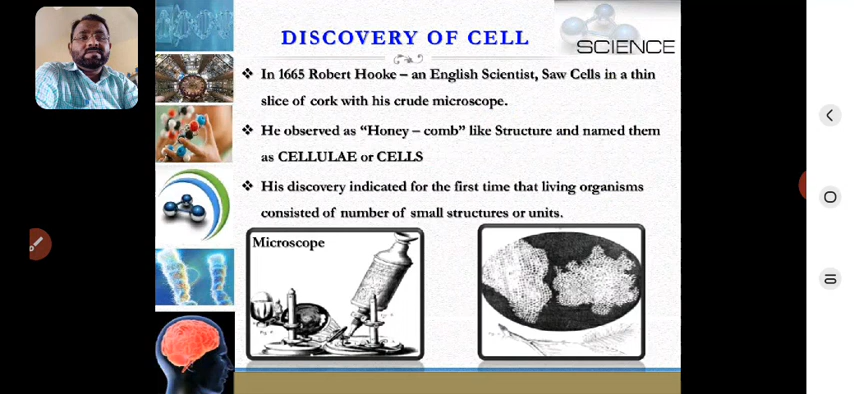 DISCOVERY OF CELL
SCIENCE
❖ In 1665 Robert Hooke – an English Scientist, Saw Cells in a thin
slice of cork with his crude microscope.
❖ He observed as “Honey – comb” like Structure and named them
as CELLULAE or CELLS
❖ His discovery indicated for the first time that living organisms
consisted of number of small structures or units.
Microscope